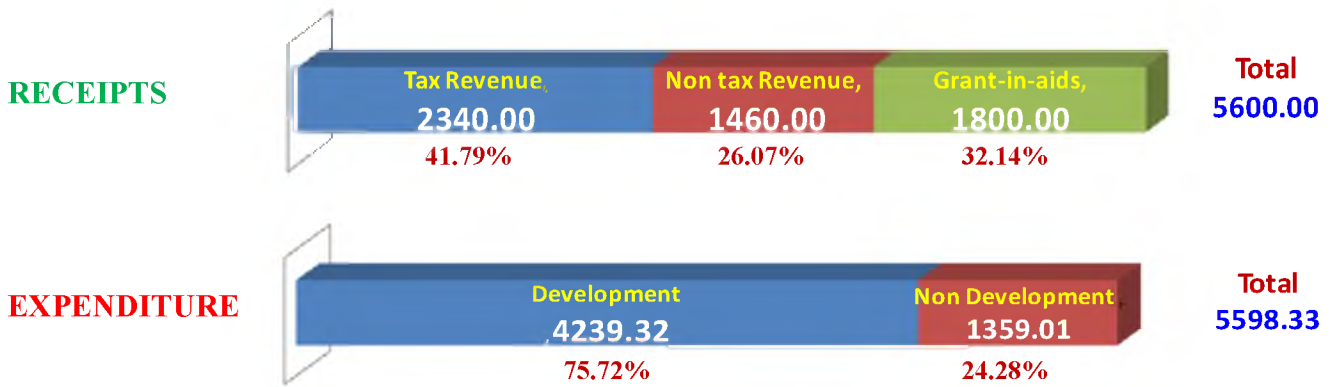 RECEIPTS
Tax Revenue,
2340.00
41.79%
Non tax Revenue,
1460.00
26.07%
Grant-in-aids,
1800.00
32.14%
Total
5600.00
EXPENDITURE
Development
,4239.32
75.72%
Non Development
1359.01
24.28%
Total
5598.33